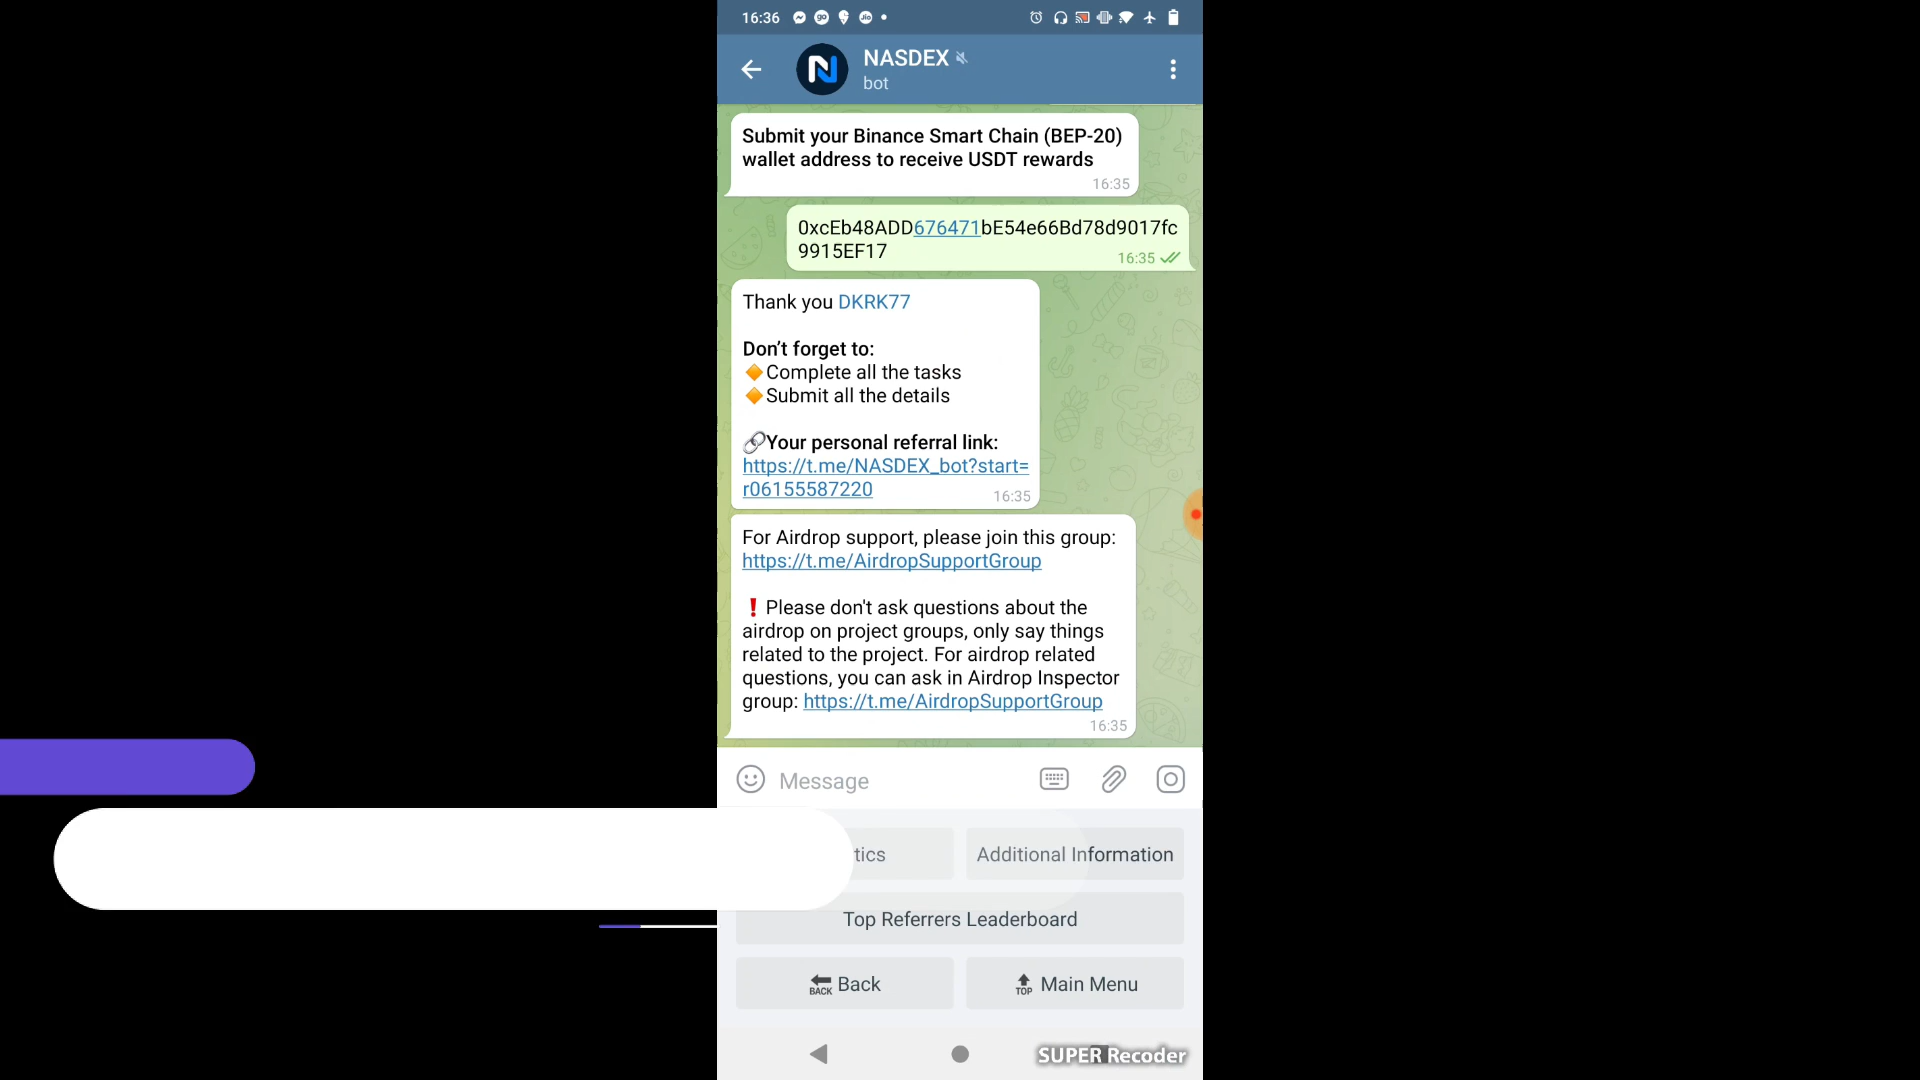 16:36
NASDEX
bot
Submit your Binance Smart Chain (BEP-20)
wallet address to receive USDT rewards
16:35
0xcEb48ADD676471bE54e66Bd78d9017fc
9915EF17
16:35
Thank you DKRK77
Don’t forget to:
🔶Complete all the tasks
🔶Submit all the details
🔗Your personal referral link:
https://t.me/NASDEX_bot?start=
r06155587220
16:35
For Airdrop support, please join this group:
https://t.me/AirdropSupportGroup
❗Please don't ask questions about the
airdrop on project groups, only say things
related to the project. For airdrop related
questions, you can ask in Airdrop Inspector
group: https://t.me/AirdropSupportGroup
16:35
Message
tics Additional Information
Top Referrers Leaderboard
BACK Back TOP Main Menu
SUPER Recoder